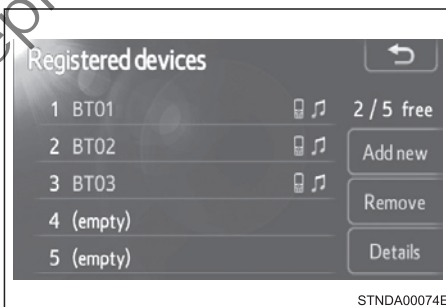 Registered devices
1 BT01
2 / 5 free
2 BT02
Add new
3 BT03
Remove
4 (empty)
5 (empty)
Details
STNDA00074E